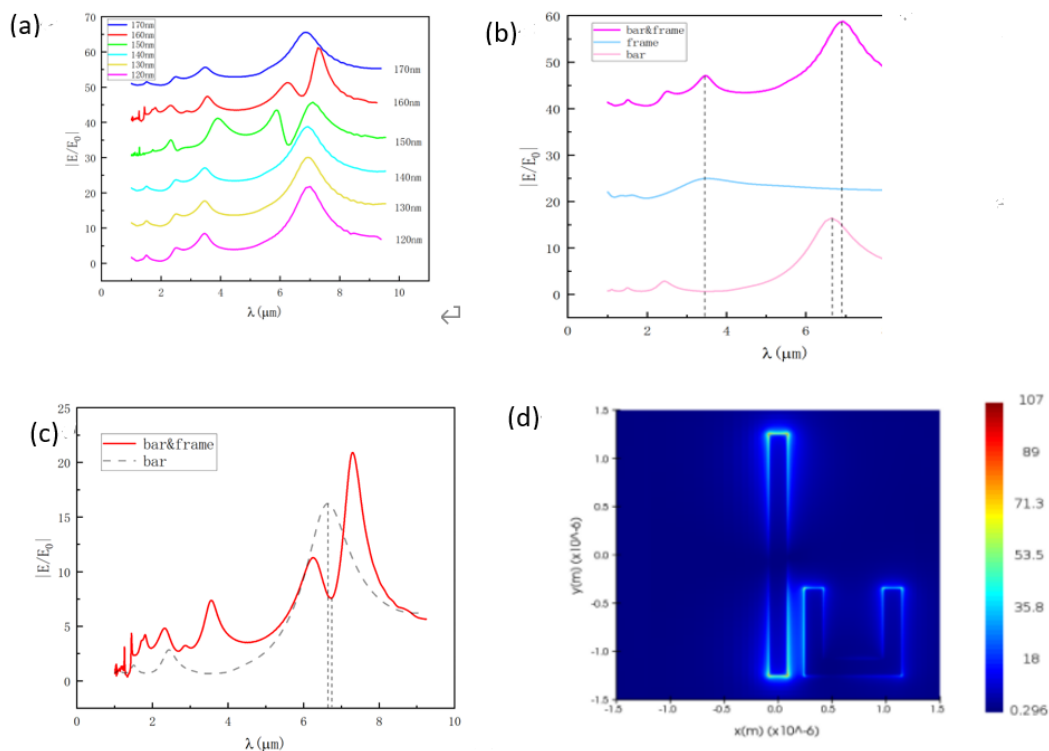 (a)
70
60
50
40
30
20
10
0
|E/E0|
170nm
160nm
150nm
140nm
130nm
120nm
170nm
160nm
150nm
140nm
130nm
120nm
0 2 4 6 8 10
λ(μm)
(b)
60
50
40
30
20
10
0
|E/E0|
bar&frame
frame
bar
0 2 4 6
λ(μm)
(c)
25
20
15
10
5
0
|E/E0|
bar&frame
bar
0 2 4 6 8 10
λ(μm)
(d)
1.5
1.0
0.5
0.0
-0.5
-1.0
-1.5
y(m) (x10^-6)
-1.5 -1.0 -0.5 0.0 0.5 1.0 1.5
x(m) (x10^-6)
107
89
71.3
53.5
35.8
18
0.296